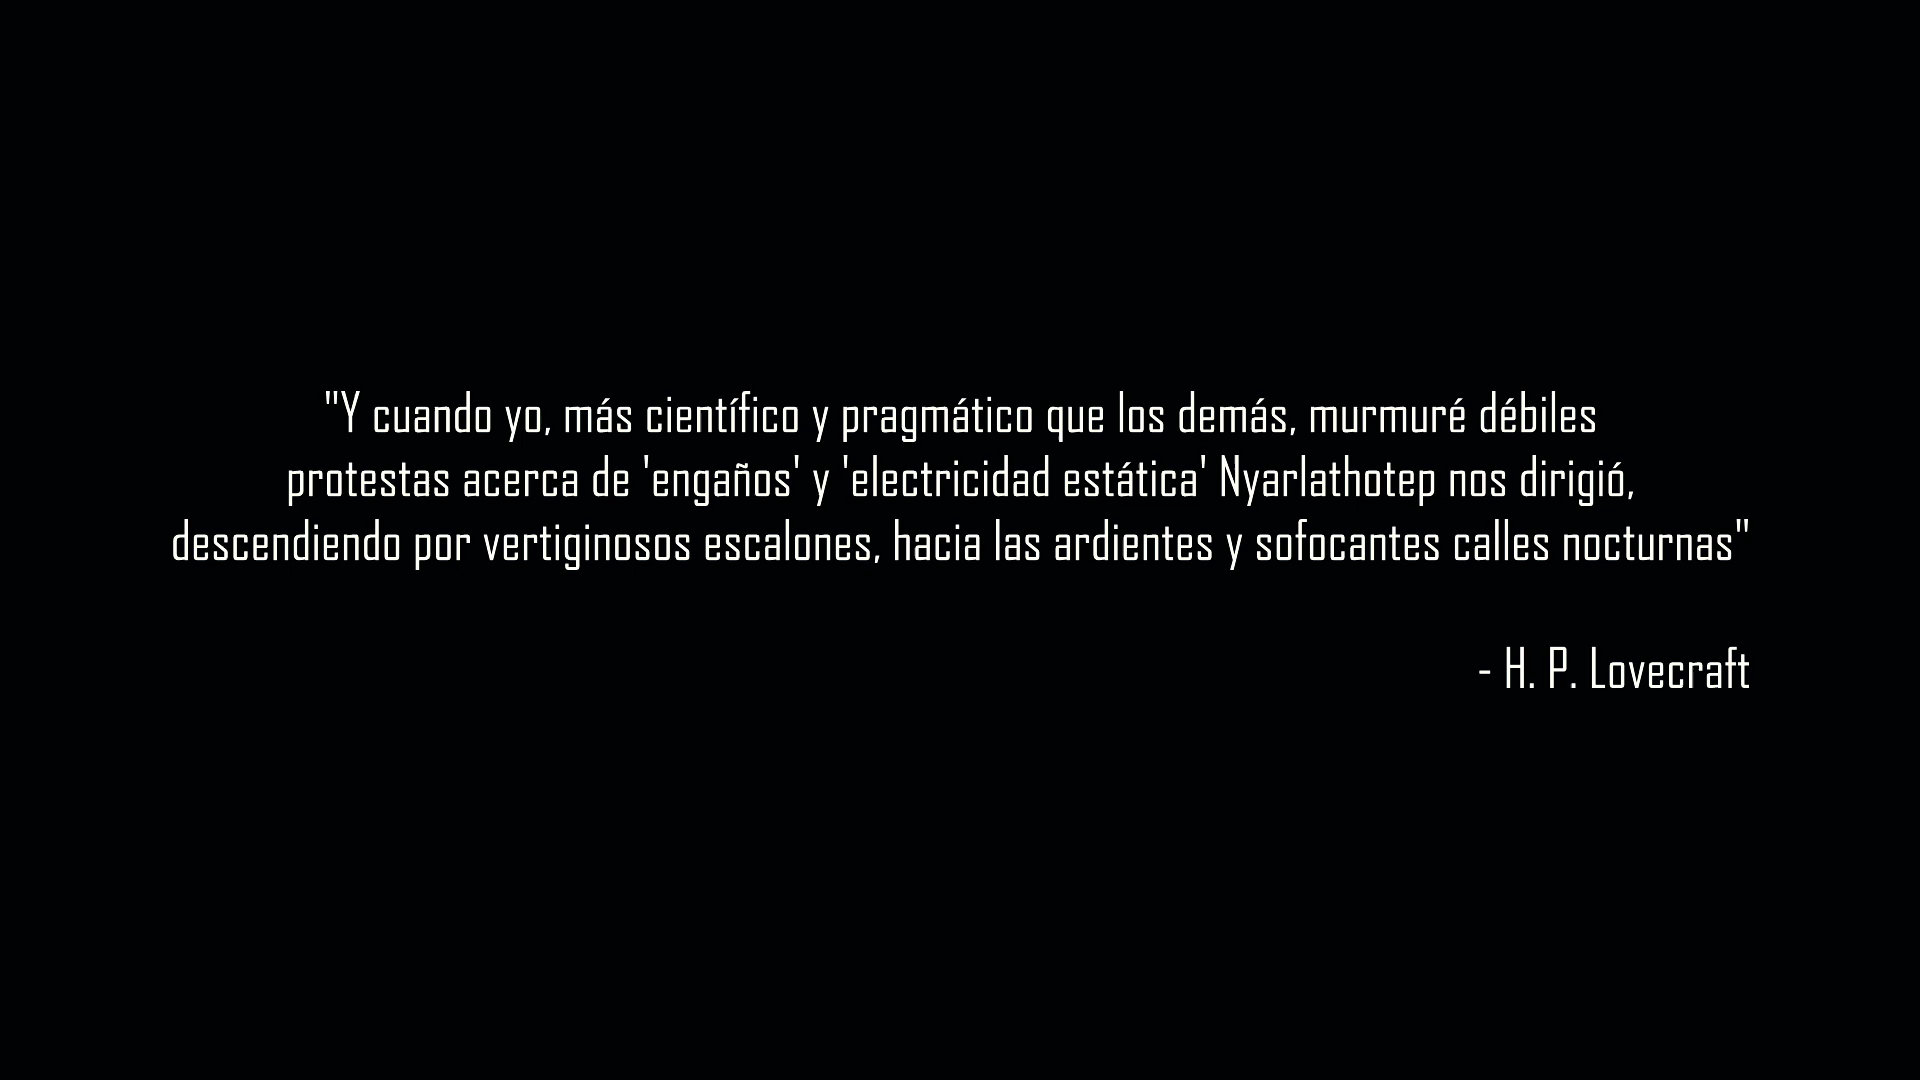 "Y cuando yo, más científico y pragmático que los demás, murmuré débiles
protestas acerca de 'engaños' y 'electricidad estática' Nyarlathotep nos dirigió,
descendiendo por vertiginosos escalones, hacia las ardientes y sofocantes calles nocturnas"
- H. P. Lovecraft